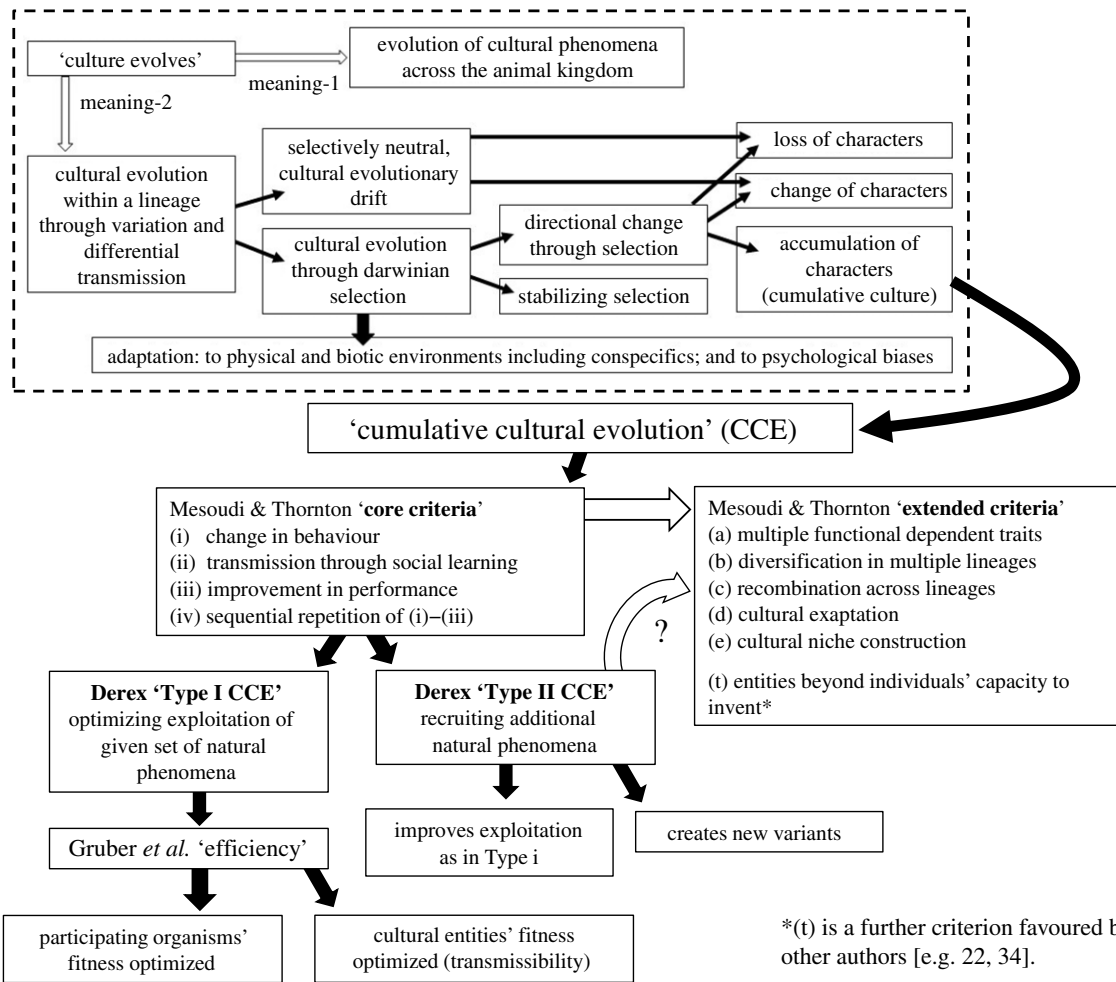 ‘culture evolves’
meaning-1
meaning-2
evolution of cultural phenomena
across the animal kingdom
cultural evolution
within a lineage
through variation and
differential
transmission
selectively neutral,
cultural evolutionary
drift
cultural evolution
through darwinian
selection
directional change
through selection
stabilizing selection
loss of characters
change of characters
accumulation of
characters
(cumulative culture)
adaptation: to physical and biotic environments including conspecifics; and to psychological biases
‘cumulative cultural evolution’ (CCE)
Mesoudi & Thornton ‘core criteria’
(i) change in behaviour
(ii) transmission through social learning
(iii) improvement in performance
(iv) sequential repetition of (i)–(iii)
Mesoudi & Thornton ‘extended criteria’
(a) multiple functional dependent traits
(b) diversification in multiple lineages
(c) recombination across lineages
(d) cultural exaptation
(e) cultural niche construction
(t) entities beyond individuals’ capacity to
invent*
?
Derex ‘Type I CCE’
optimizing exploitation of
given set of natural
phenomena
Derex ‘Type II CCE’
recruiting additional
natural phenomena
improves exploitation
as in Type i
creates new variants
Gruber et al. ‘efficiency’
participating organisms’
fitness optimized
cultural entities’ fitness
optimized (transmissibility)
*(t) is a further criterion favoured
other authors [e.g. 22, 34].